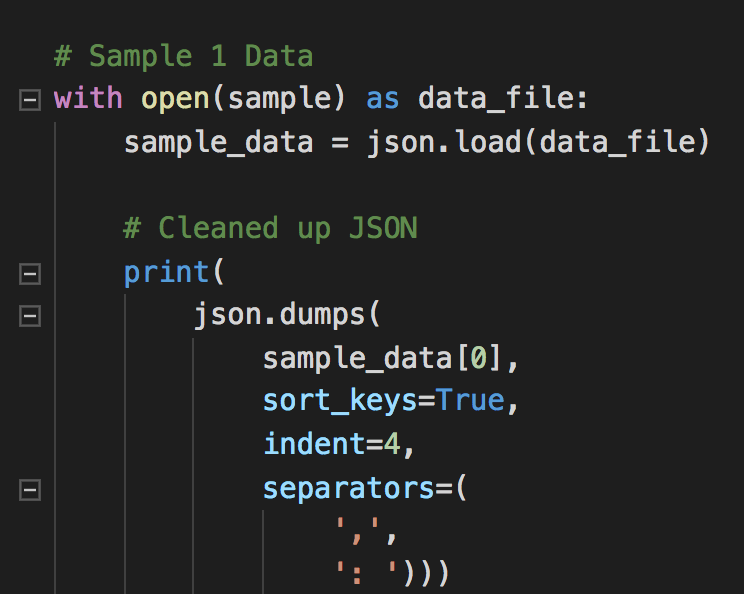 # Sample 1 Data
with open(sample) as data_file:
    sample_data = json.load(data_file)

    # Cleaned up JSON
    print(
        json.dumps(
            sample_data[0],
            sort_keys=True,
            indent=4,
            separators=(
                ',',
                ': ')))